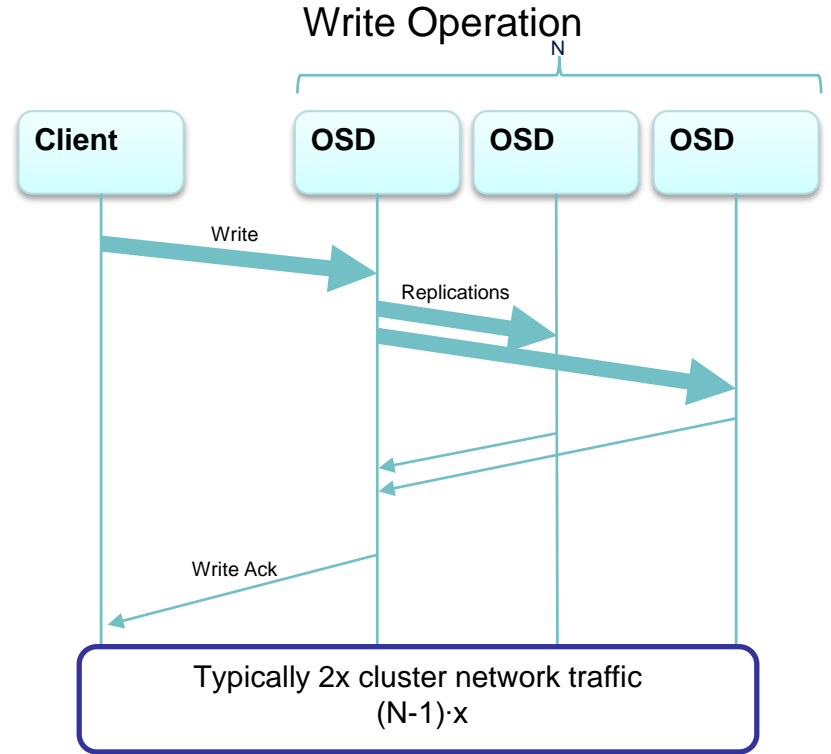 Write Operation
N
Client
OSD
OSD
OSD
Write
Replications
Write Ack
Typically 2x cluster network traffic
(N-1)·x